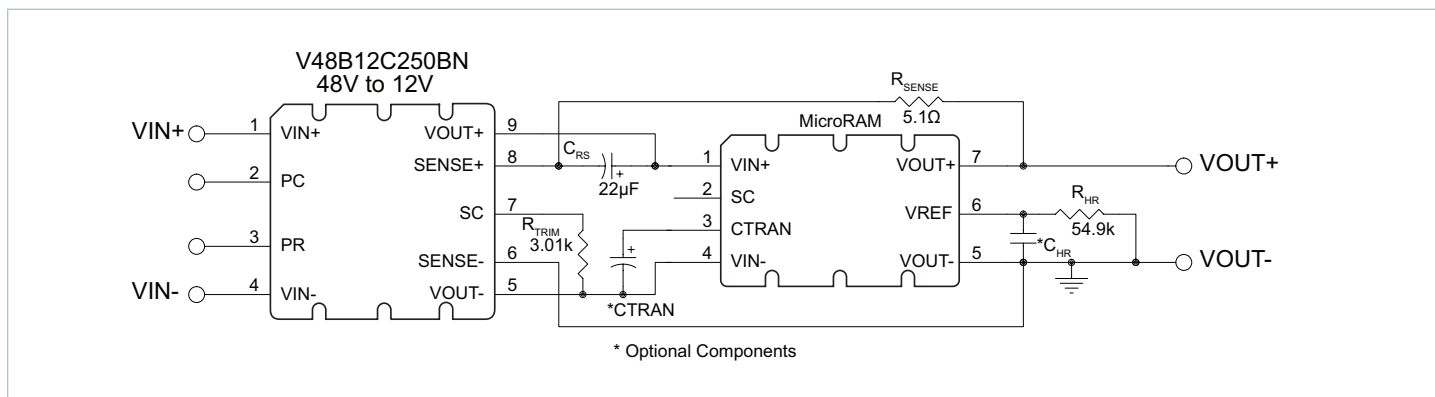 V48B12C250BN
48V to 12V
VIN+
1
VIN+
2
PC
3
PR
VIN-
4
VIN-
VOUT+
9
SENSE+
8
SC
7
SENSE-
6
VOUT-
5
C_RS
+
22µF
R_TRIM
3.01k
+
*CTRAN
R_SENSE
5.1Ω
MicroRAM
1
VIN+
2
SC
3
CTRAN
4
VIN-
VOUT+
7
VREF
6
VOUT-
5
R_HR
54.9k
*C_HR
VOUT+
VOUT-
* Optional Components